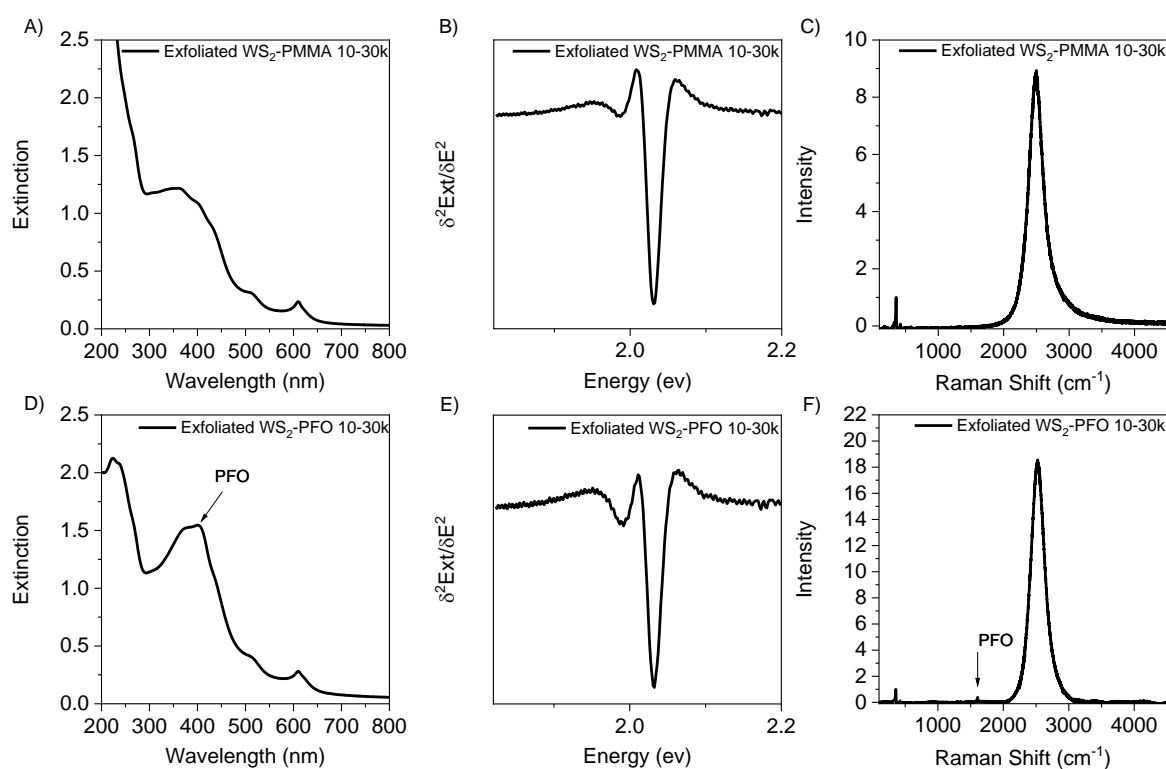 A)
Exfoliated WS₂-PMMA 10-30k
2.5
2.0
1.5
1.0
0.5
0.0
Extinction
200 300 400 500 600 700 800
Wavelength (nm)
B)
Exfoliated WS₂-PMMA 10-30k
δ²Ext/δE²
2.0 2.2
Energy (ev)
C)
Exfoliated WS₂-PMMA 10-30k
10
8
6
4
2
0
Intensity
1000 2000 3000 4000
Raman Shift (cm⁻¹)
D)
Exfoliated WS₂-PFO 10-30k
PFO
2.5
2.0
1.5
1.0
0.5
0.0
Extinction
200 300 400 500 600 700 800
Wavelength (nm)
E)
Exfoliated WS₂-PFO 10-30k
δ²Ext/δE²
2.0 2.2
Energy (ev)
F)
Exfoliated WS₂-PFO 10-30k
22
20
18
16
14
12
10
8
6
4
2
0
PFO
Intensity
1000 2000 3000 4000
Raman Shift (cm⁻¹)